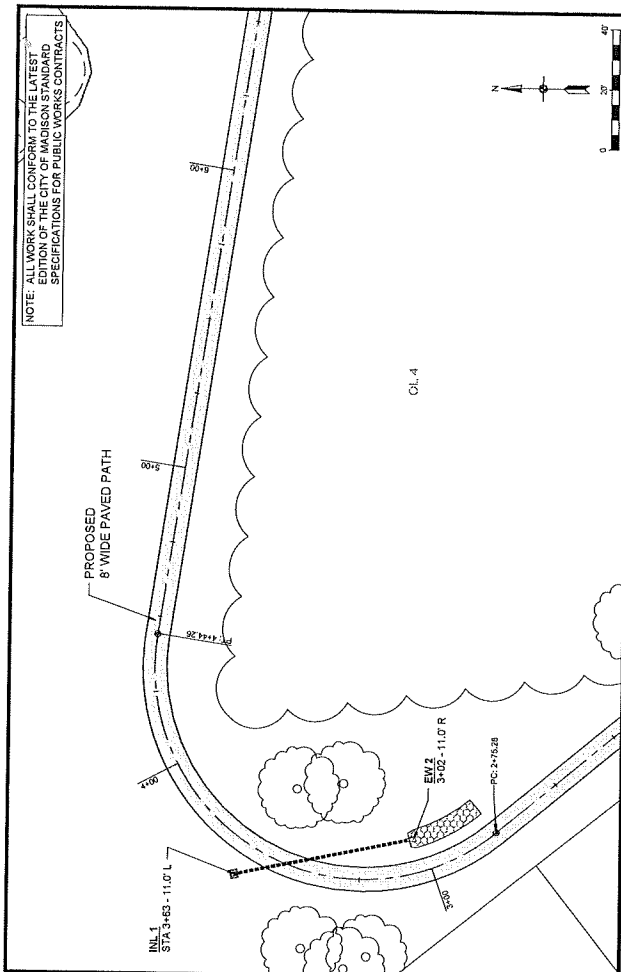 NOTE: ALL WORK SHALL CONFORM TO THE LATEST
EDITION OF THE CITY OF MADISON STANDARD
SPECIFICATIONS FOR PUBLIC WORKS CONTRACTS
6+00
N
0
20'
40'
PROPOSED
8' WIDE PAVED PATH
5+00
OL 4
PT: 4+44.26
4+00
INL 1
STA 3+63 - 11.0' L
EW 2
3+02 - 11.0' R
PC: 2+75.28
3+00